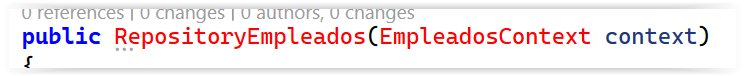 0 references | 0 changes | 0 authors, 0 changes
public RepositoryEmpleados(EmpleadosContext context)
{